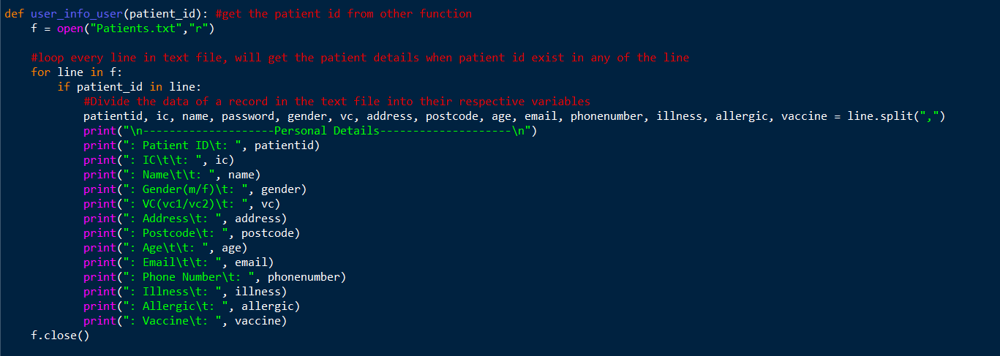 def user_info_user(patient_id): #get the patient id from other function
    f = open("Patients.txt","r")

    #loop every line in text file, will get the patient details when patient id exist in any of the line
    for line in f:
        if patient_id in line:
            #Divide the data of a record in the text file into their respective variables
            patientid, ic, name, password, gender, vc, address, postcode, age, email, phonenumber, illness, allergic, vaccine = line.split(",")
            print("\n--------------------Personal Details--------------------\n")
            print(": Patient ID\t: ", patientid)
            print(": IC\t\t: ", ic)
            print(": Name\t\t: ", name)
            print(": Gender(m/f)\t: ", gender)
            print(": VC(vc1/vc2)\t: ", vc)
            print(": Address\t: ", address)
            print(": Postcode\t: ", postcode)
            print(": Age\t\t: ", age)
            print(": Email\t\t: ", email)
            print(": Phone Number\t: ", phonenumber)
            print(": Illness\t: ", illness)
            print(": Allergic\t: ", allergic)
            print(": Vaccine\t: ", vaccine)
    f.close()